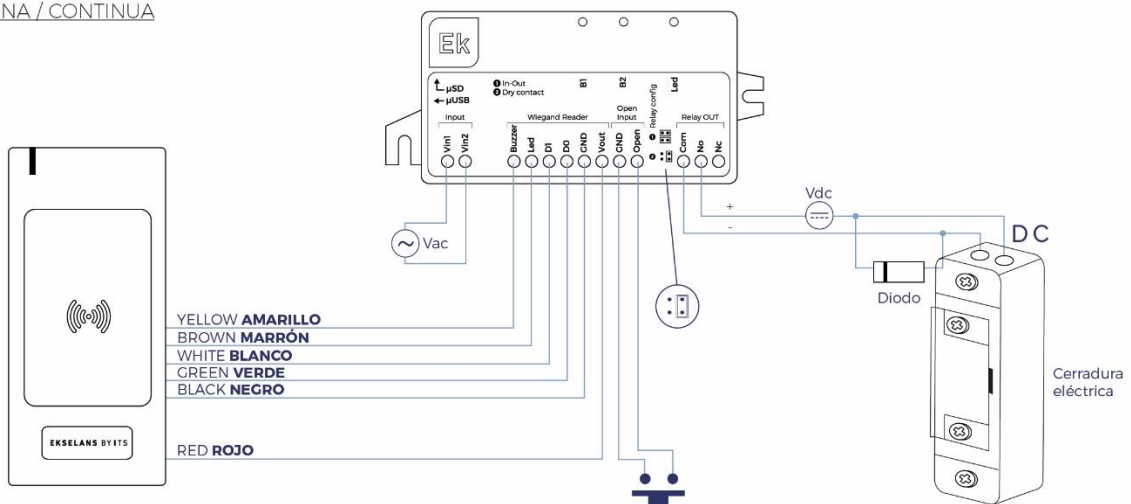 NA / CONTINUA
Ek
µSD
µUSB
1 In-Out
2 Dry contact
B1
B2
Led
Input
Wiegand Reader
Open
Input
Relay config
1
2
Relay OUT
Vin1
Vin2
Buzzer
Led
D1
D0
GND
Vout
GND
Open
Com
No
Nc
Vac
+
-
Vdc
DC
Diodo
YELLOW AMARILLO
BROWN MARRÓN
WHITE BLANCO
GREEN VERDE
BLACK NEGRO
RED ROJO
EKSELANS BY ITS
Cerradura
eléctrica